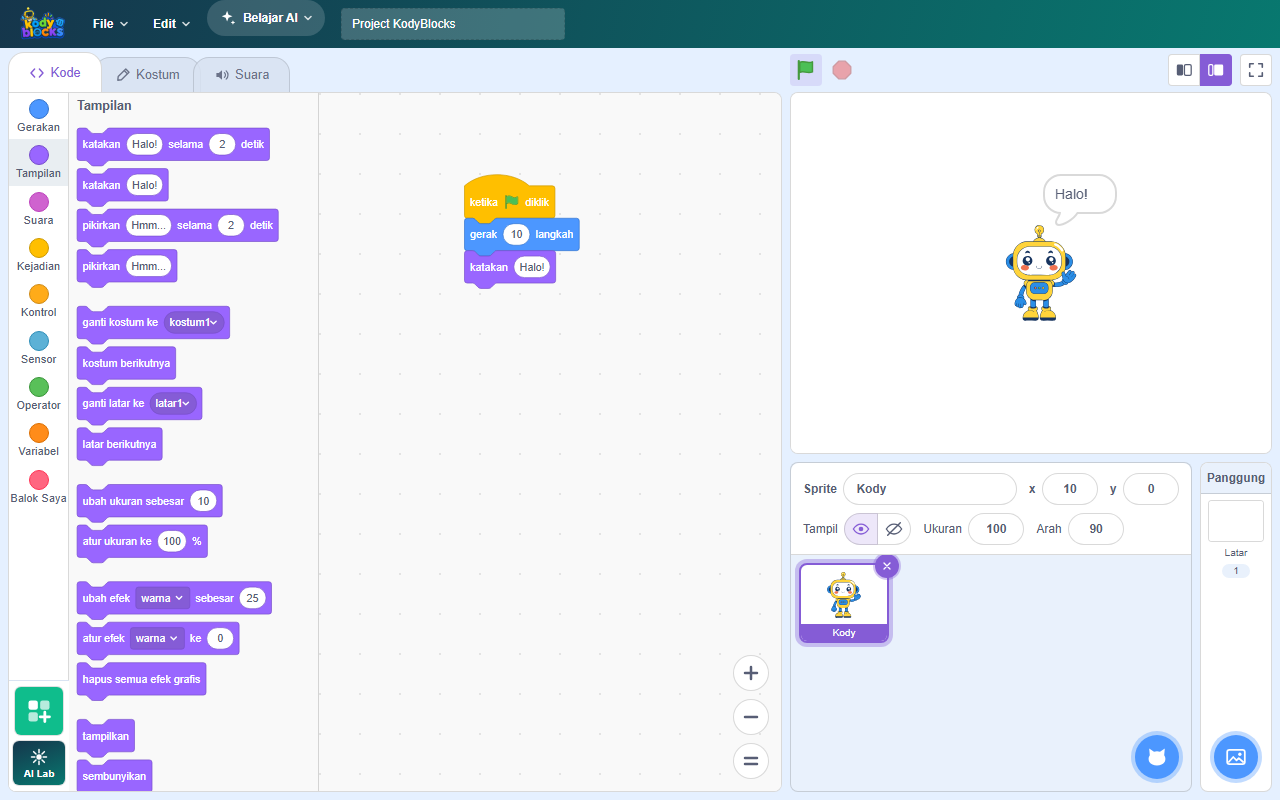 Kody
blocks
File
Edit
Belajar AI
Project KodyBlocks
Kode
Kostum
Suara
Gerakan
Tampilan
Suara
Kejadian
Kontrol
Sensor
Operator
Variabel
Balok Saya
AI Lab
Tampilan
katakan Halo! selama 2 detik
katakan Halo!
pikirkan Hmm... selama 2 detik
pikirkan Hmm...
ganti kostum ke kostum1
kostum berikutnya
ganti latar ke latar1
latar berikutnya
ubah ukuran sebesar 10
atur ukuran ke 100 %
ubah efek warna sebesar 25
atur efek warna ke 0
hapus semua efek grafis
tampilkan
sembunyikan
ketika diklik
gerak 10 langkah
katakan Halo!
Halo!
Sprite Kody x 10 y 0
Tampil Ukuran 100 Arah 90
Kody
Panggung
Latar
1